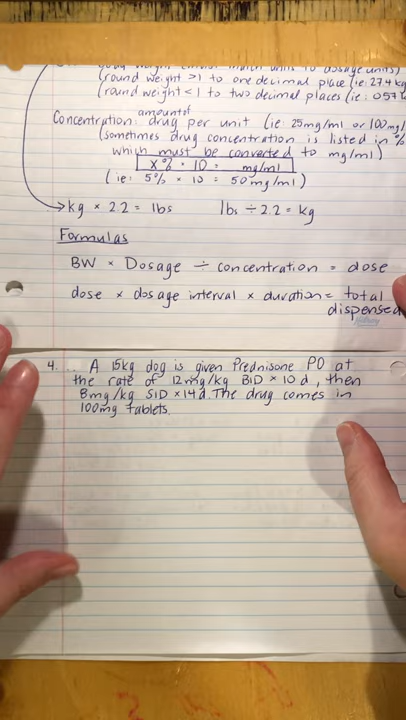 (round weight >1 to one decimal place (ie: 27.4 kg
(round weight <1 to two decimal places (ie: 0.57
amount of
Concentration: drug per unit (ie: 25mg/ml or 100mg/
(sometimes drug concentration is listed in %
which must be converted to mg/ml)
X% × 10 = mg/ml
(ie: 5% × 10 = 50mg/ml)
kg × 2.2 = lbs lbs ÷ 2.2 = kg
Formulas
BW × Dosage ÷ concentration = dose
dose × dosage interval × duration = total
dispensed
4. A 15kg dog is given Prednisone PO at
the rate of 12mg/kg BID × 10 d, then
8mg/kg SID × 14 d. The drug comes in
100mg tablets.